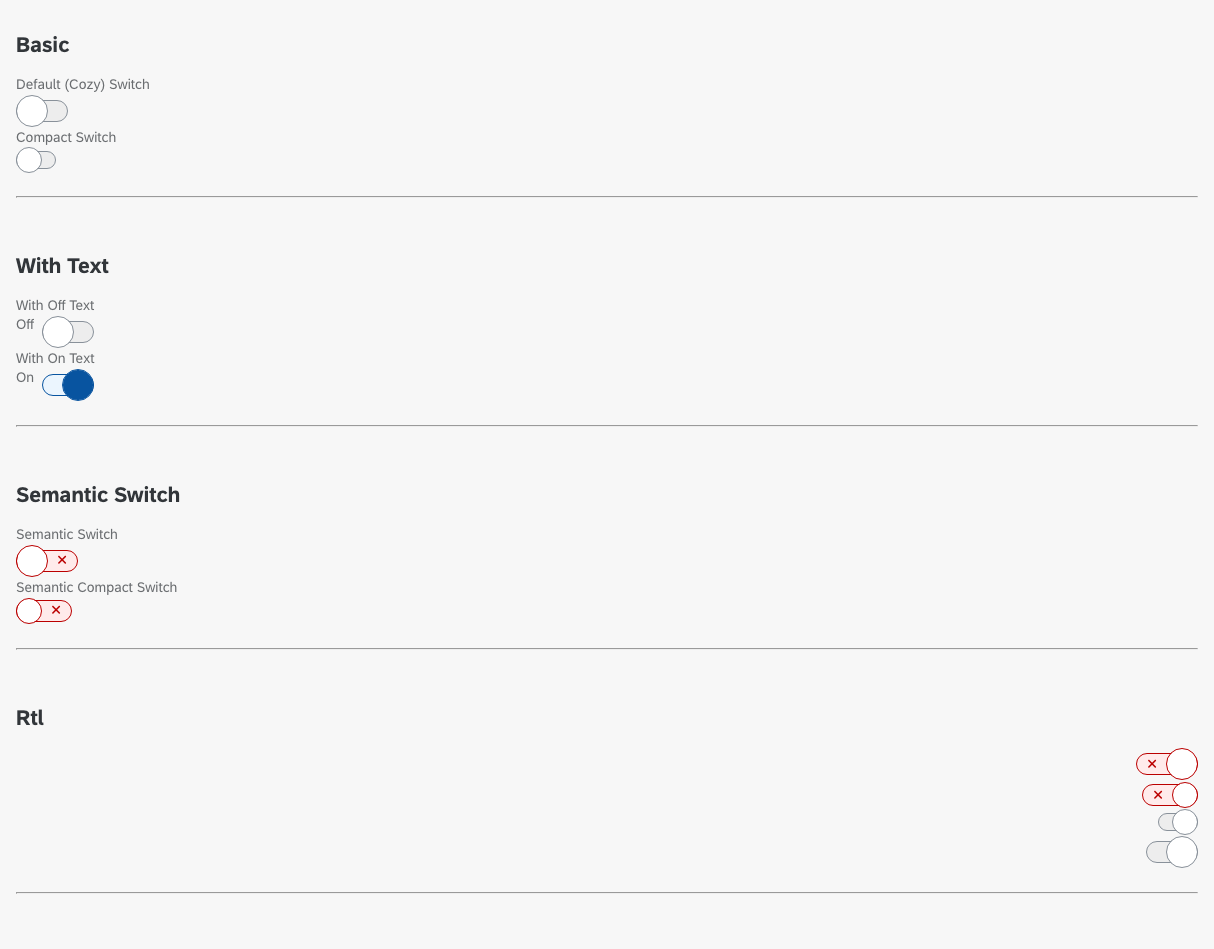 Basic
Default (Cozy) Switch
Compact Switch
With Text
With Off Text
Off
With On Text
On
Semantic Switch
Semantic Switch
Semantic Compact Switch
Rtl